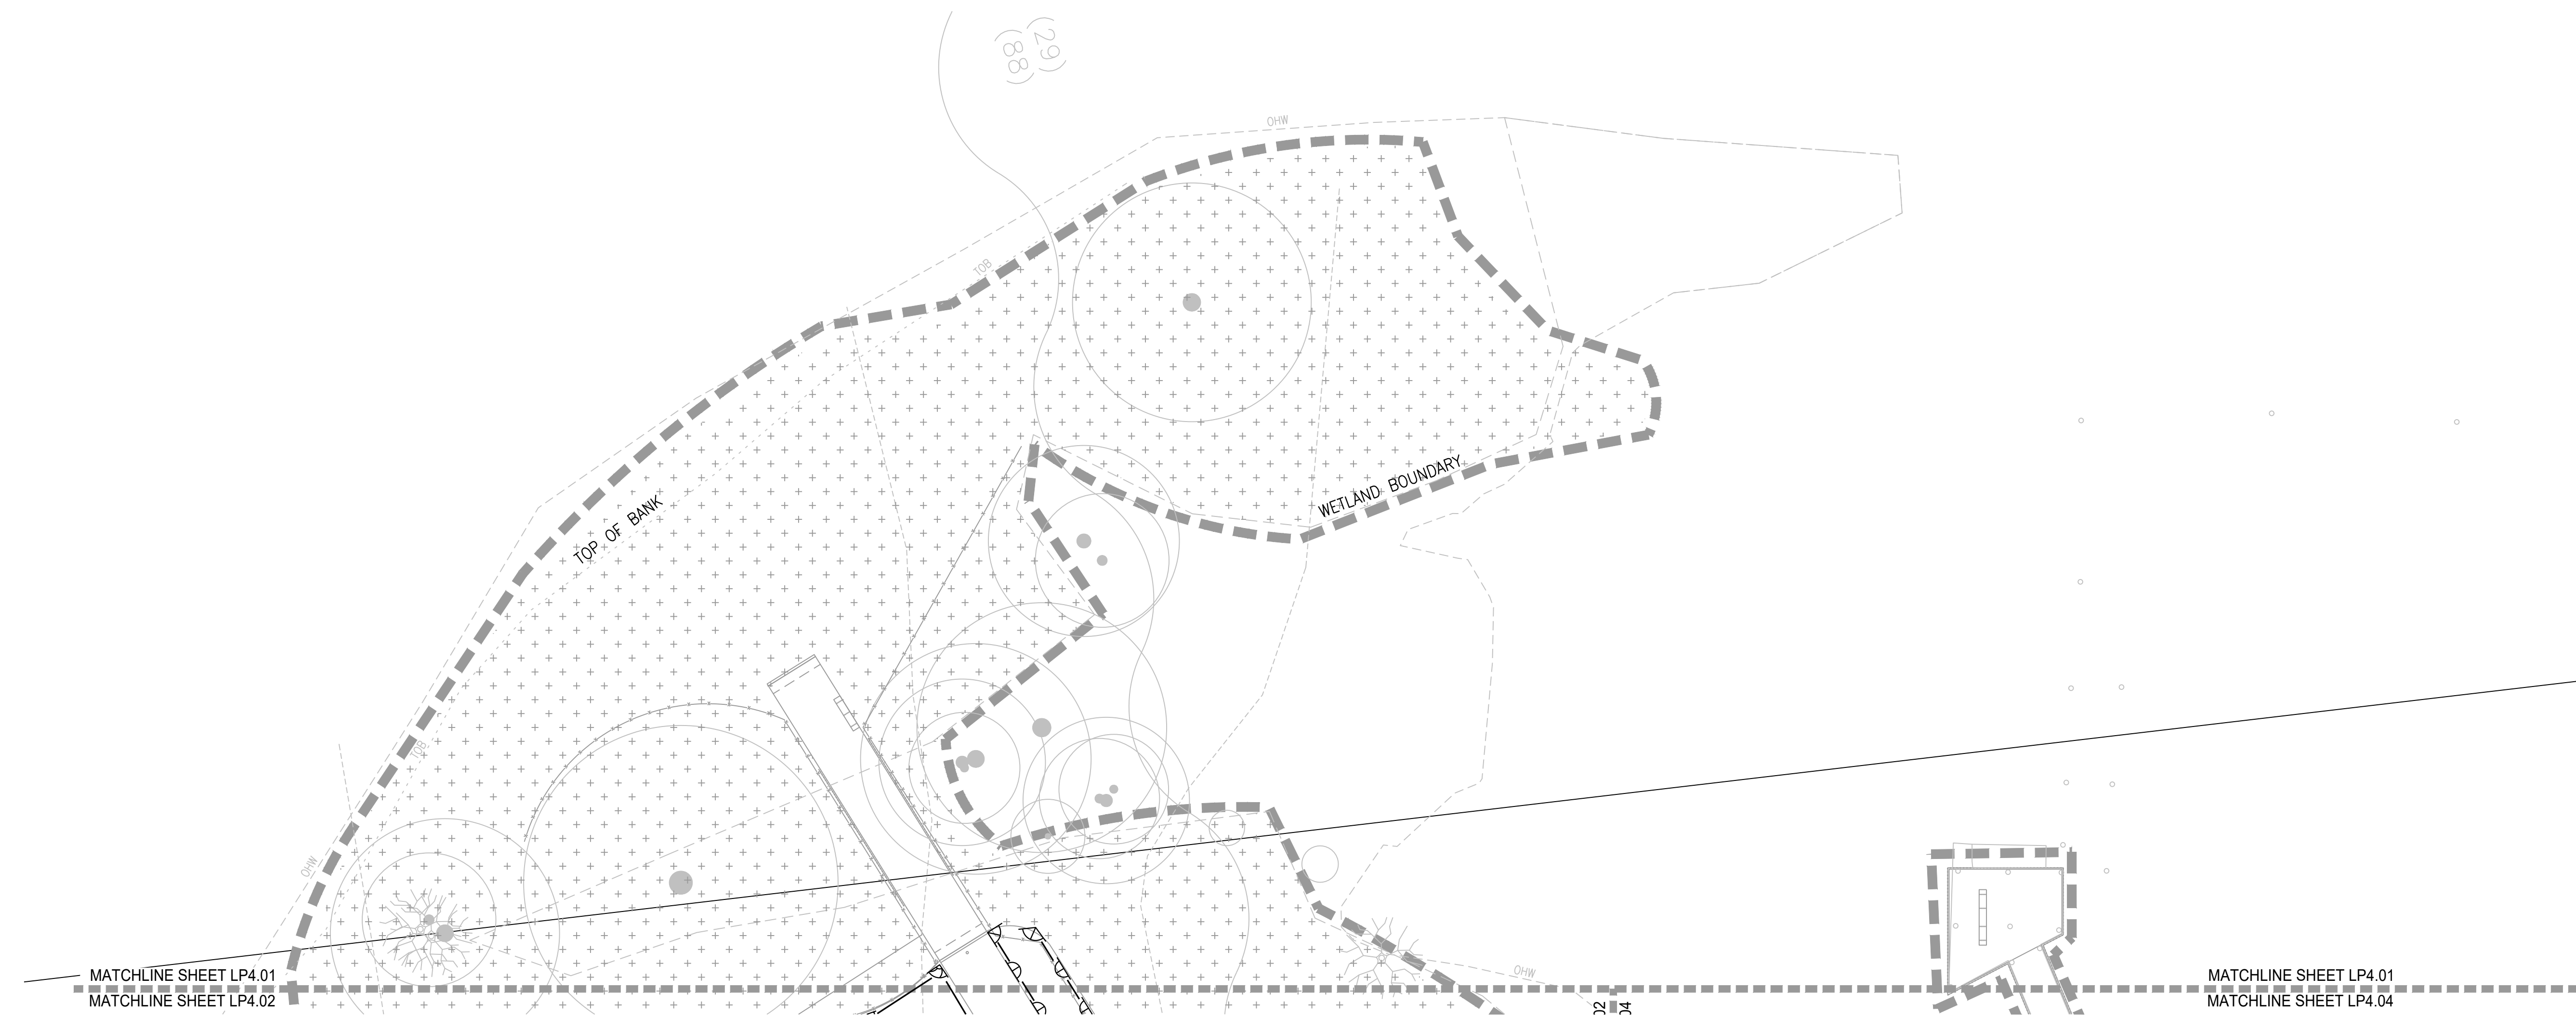 (29)
(88)
OHW
TOB
WETLAND BOUNDARY
TOP OF BANK
TOB
OHW
OHW
MATCHLINE SHEET LP4.01
MATCHLINE SHEET LP4.02
MATCHLINE SHEET LP4.01
MATCHLINE SHEET LP4.04